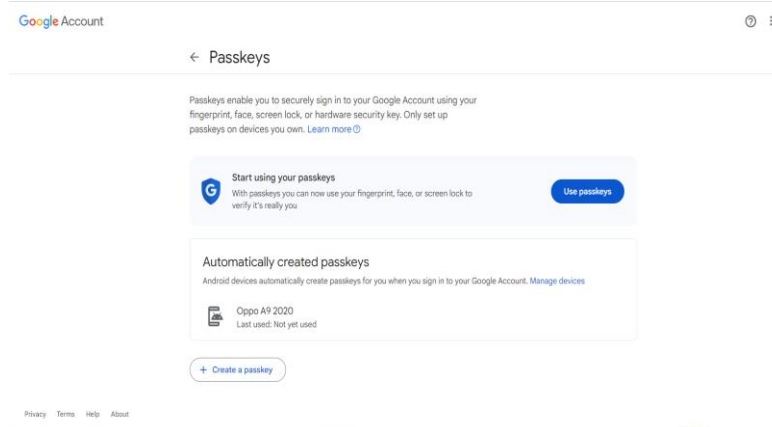 Google Account
Passkeys
Passkeys enable you to securely sign in to your Google Account using your
fingerprint, face, screen lock, or hardware security key. Only set up
passkeys on devices you own. Learn more
Start using your passkeys
With passkeys you can now use your fingerprint, face, or screen lock to
verify it's really you
Use passkeys
Automatically created passkeys
Android devices automatically create passkeys for you when you sign in to your Google Account. Manage devices
Oppo A9 2020
Last used: Not yet used
+ Create a passkey
Privacy Terms Help About